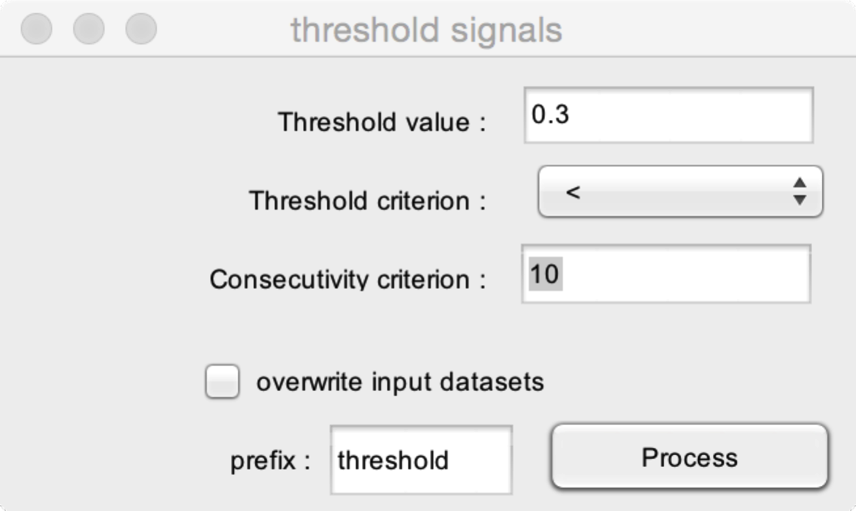 threshold signals
Threshold value : 0.3
Threshold criterion : <
Consecutivity criterion : 10
overwrite input datasets
prefix : threshold Process